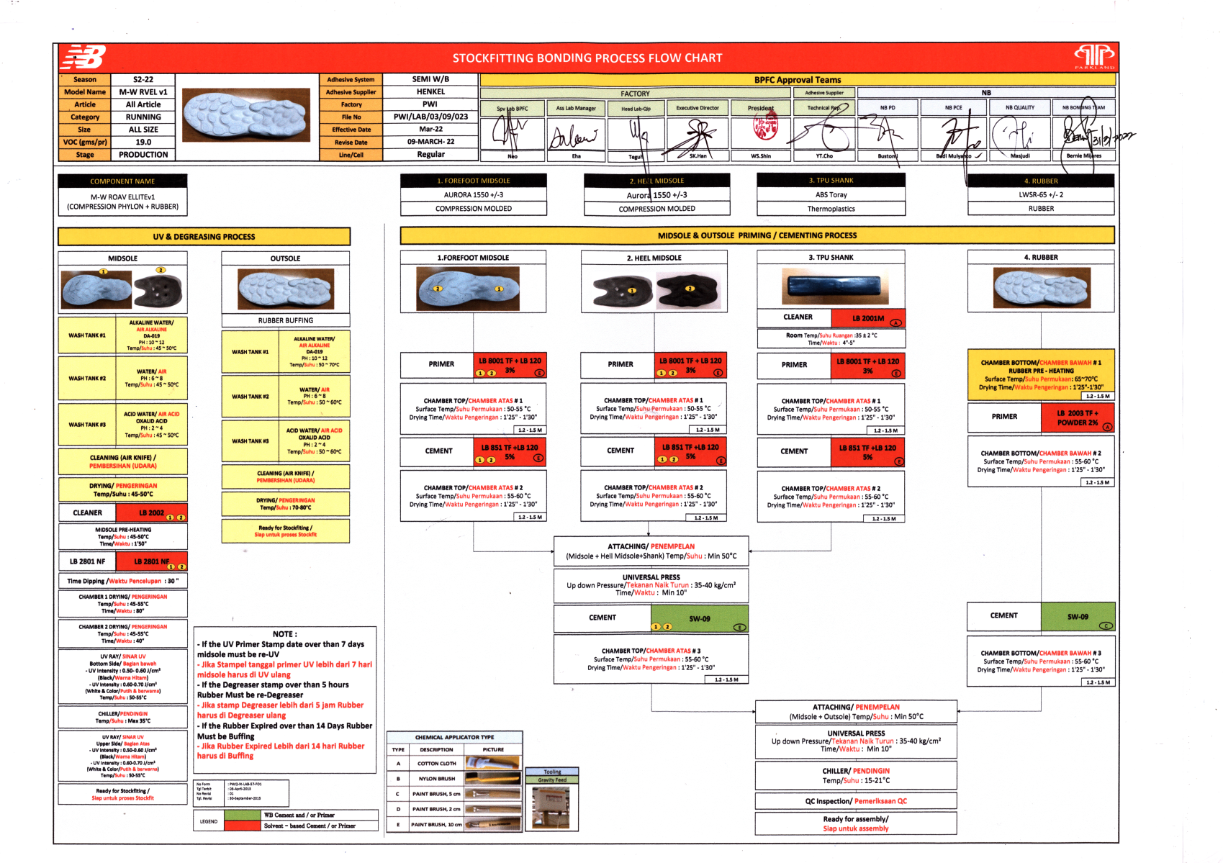 NB
STOCKFITTING BONDING PROCESS FLOW CHART
PARKLAND
Season S2-22
Model Name M-W RVEL v1
Article All Article
Category RUNNING
Size ALL SIZE
VOC (gms/pr) 19.0
Stage PRODUCTION
Adhesive System SEMI W/B
Adhesive Supplier HENKEL
Factory PWI
File No PWI/LAB/03/09/023
Effective Date Mar-22
Revise Date 09-MARCH- 22
Line/Cell Regular
BPFC Approval Teams
FACTORY
Adhesive Supplier
NB
Spv Lab BPFC
Ass Lab Manager
Head Lab-Qip
Executive Director
President
Technical Rep.
NB PD
NB PCE
NB QUALITY
NB BONDING TEAM
Neo
Eha
Teguh
SK.Han
WS.Shin
YT.Cho
Bustoni
Budi Mulyanto
Masjudi
Bernie Mijares
COMPONENT NAME
M-W ROAV ELLITEv1
(COMPRESSION PHYLON + RUBBER)
1. FOREFOOT MIDSOLE
AURORA 1550 +/-3
COMPRESSION MOLDED
2. HEEL MIDSOLE
Aurora 1550 +/-3
COMPRESSION MOLDED
3. TPU SHANK
ABS Toray
Thermoplastics
4. RUBBER
LWSR-65 +/- 2
RUBBER
UV & DEGREASING PROCESS
MIDSOLE
1
2
WASH TANK #1
ALKALINE WATER/
AIR ALKALINE
DA-019
PH : 10 ~ 12
Temp/Suhu : 45 ~ 50°C
WASH TANK #2
WATER/ AIR
PH : 6 ~ 8
Temp/Suhu : 45 ~ 50°C
WASH TANK #3
ACID WATER/ AIR ACID
OXALID ACID
PH : 2 ~ 4
Temp/Suhu : 45 ~ 50°C
CLEANING (AIR KNIFE) /
PEMBERSIHAN (UDARA)
DRYING/ PENGERINGAN
Temp/Suhu : 45-50°C
CLEANER LB 2002
1 2
MIDSOLE PRE-HEATING
Temp/Suhu : 45-50°C
Time/Waktu : 1'50"
LB 2801 NF LB 2801 NF
1 2
Time Dipping /Waktu Pencelupan : 30 "
CHAMBER 1 DRYING/ PENGERINGAN
Temp/Suhu : 45-55°C
Time/Waktu : 80"
CHAMBER 2 DRYING/ PENGERINGAN
Temp/Suhu : 45-55°C
Time/Waktu : 40"
UV RAY/ SINAR UV
Bottom Side/ Bagian bawah
- UV Intensity : 0.50- 0.60 J/cm²
(Black/Warna Hitam)
- UV Intensity : 0.60-0.70 J/cm²
(White & Color/Putih & berwarna)
Temp/Suhu : 50-55°C
CHILLER/PENDINGIN
Temp/Suhu : Max 35°C
UV RAY/ SINAR UV
Upper Side/ Bagian Atas
- UV Intensity : 0.50-0.60 J/cm²
(Black/Warna Hitam)
- UV Intensity : 0.60-0.70 J/cm²
(White & Color/Putih & berwarna)
Temp/Suhu : 50-55°C
Ready for Stockfiting /
Siap untuk proses Stockfit
OUTSOLE
RUBBER BUFFING
WASH TANK #1
ALKALINE WATER/
AIR ALKALINE
DA-019
PH : 10 ~ 12
Temp/Suhu : 50 ~ 70°C
WASH TANK #2
WATER/ AIR
PH : 6 ~ 8
Temp/Suhu : 50 ~ 60°C
WASH TANK #3
ACID WATER/ AIR ACID
OXALID ACID
PH : 2 ~ 4
Temp/Suhu : 50 ~ 60°C
CLEANING (AIR KNIFE) /
PEMBERSIHAN (UDARA)
DRYING/ PENGERINGAN
Temp/Suhu : 70-80°C
Ready for Stockfiting /
Siap untuk proses Stockfit
NOTE :
- If the UV Primer Stamp date over than 7 days
midsole must be re-UV
- Jika Stampel tanggal primer UV lebih dari 7 hari
midsole harus di UV ulang
- If the Degreaser stamp over than 5 hours
Rubber Must be re-Degreaser
- Jika stamp Degreaser lebih dari 5 jam Rubber
harus di Degreaser ulang
- If the Rubber Expired over than 14 Days Rubber
Must be Buffing
- Jika Rubber Expired Lebih dari 14 hari Rubber
harus di Buffing
LEGEND
WB Cement and / or Primer
Solvent - based Cement / or Primer
MIDSOLE & OUTSOLE PRIMING / CEMENTING PROCESS
1.FOREFOOT MIDSOLE
PRIMER
LB 8001 TF + LB 120
3%
CHAMBER TOP/CHAMBER ATAS # 1
Surface Temp/Suhu Permukaan : 50-55 °C
Drying Time/Waktu Pengeringan : 1'25" - 1'30"
1.2 - 1.5 M
CEMENT
LB 851 TF +LB 120
5%
CHAMBER TOP/CHAMBER ATAS # 2
Surface Temp/Suhu Permukaan : 55-60 °C
Drying Time/Waktu Pengeringan : 1'25" - 1'30"
1.2 - 1.5 M
2. HEEL MIDSOLE
PRIMER
LB 8001 TF + LB 120
3%
CHAMBER TOP/CHAMBER ATAS # 1
Surface Temp/Suhu Permukaan : 50-55 °C
Drying Time/Waktu Pengeringan : 1'25" - 1'30"
1.2 - 1.5 M
CEMENT
LB 851 TF +LB 120
5%
CHAMBER TOP/CHAMBER ATAS # 2
Surface Temp/Suhu Permukaan : 55-60 °C
Drying Time/Waktu Pengeringan : 1'25" - 1'30"
1.2 - 1.5 M
3. TPU SHANK
CLEANER LB 2001M
Room Temp/Suhu Ruangan :35 ± 2 °C
Time/Waktu : 4"-5"
PRIMER
LB 8001 TF + LB 120
3%
CHAMBER TOP/CHAMBER ATAS # 1
Surface Temp/Suhu Permukaan : 50-55 °C
Drying Time/Waktu Pengeringan : 1'25" - 1'30"
1.2 - 1.5 M
CEMENT
LB 851 TF +LB 120
5%
CHAMBER TOP/CHAMBER ATAS # 2
Surface Temp/Suhu Permukaan : 55-60 °C
Drying Time/Waktu Pengeringan : 1'25" - 1'30"
1.2 - 1.5 M
4. RUBBER
CHAMBER BOTTOM/CHAMBER BAWAH # 1
RUBBER PRE - HEATING
Surface Temp/Suhu Permukaan: 65~70°C
Drying Time/Waktu Pengeringan : 1'25"-1'30"
1.2 - 1.5 M
PRIMER
LB 2003 TF +
POWDER 2%
CHAMBER BOTTOM/CHAMBER BAWAH # 2
Surface Temp/Suhu Permukaan : 55-60 °C
Drying Time/Waktu Pengeringan : 1'25" - 1'30"
1.2 - 1.5 M
CEMENT SW-09
CHAMBER BOTTOM/CHAMBER BAWAH # 3
Surface Temp/Suhu Permukaan : 55-60 °C
Drying Time/Waktu Pengeringan : 1'25" - 1'30"
1.2 - 1.5 M
ATTACHING/ PENEMPELAN
(Midsole + Hell Midsole+Shank) Temp/Suhu : Min 50°C
UNIVERSAL PRESS
Up down Pressure/Tekanan Naik Turun : 35-40 kg/cm²
Time/Waktu : Min 10"
CEMENT SW-09
1 2
CHAMBER TOP/CHAMBER ATAS # 3
Surface Temp/Suhu Permukaan : 55-60 °C
Drying Time/Waktu Pengeringan : 1'25" - 1'30"
1.2 - 1.5 M
ATTACHING/ PENEMPELAN
(Midsole + Outsole) Temp/Suhu : Min 50°C
UNIVERSAL PRESS
Up down Pressure/Tekanan Naik Turun : 35-40 kg/cm²
Time/Waktu : Min 10"
CHILLER/ PENDINGIN
Temp/Suhu : 15-21°C
QC Inspection/ Pemeriksaan QC
Ready for assembly/
Siap untuk assembly
CHEMICAL APPLICATOR TYPE
TYPE DESCRIPTION PICTURE
A COTTON CLOTH
B NYLON BRUSH
C PAINT BRUSH, 5 cm
D PAINT BRUSH, 2 cm
E PAINT BRUSH, 10 cm
Tooling
Gravity Feed